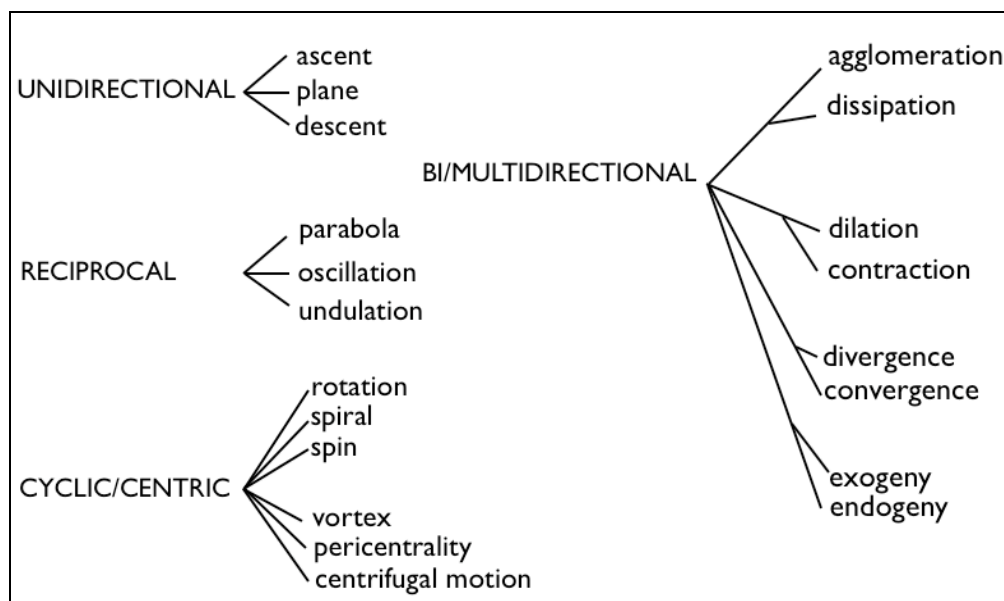 UNIDIRECTIONAL
ascent
plane
descent
RECIPROCAL
parabola
oscillation
undulation
CYCLIC/CENTRIC
rotation
spiral
spin
vortex
pericentrality
centrifugal motion
BI/MULTIDIRECTIONAL
agglomeration
dissipation
dilation
contraction
divergence
convergence
exogeny
endogeny